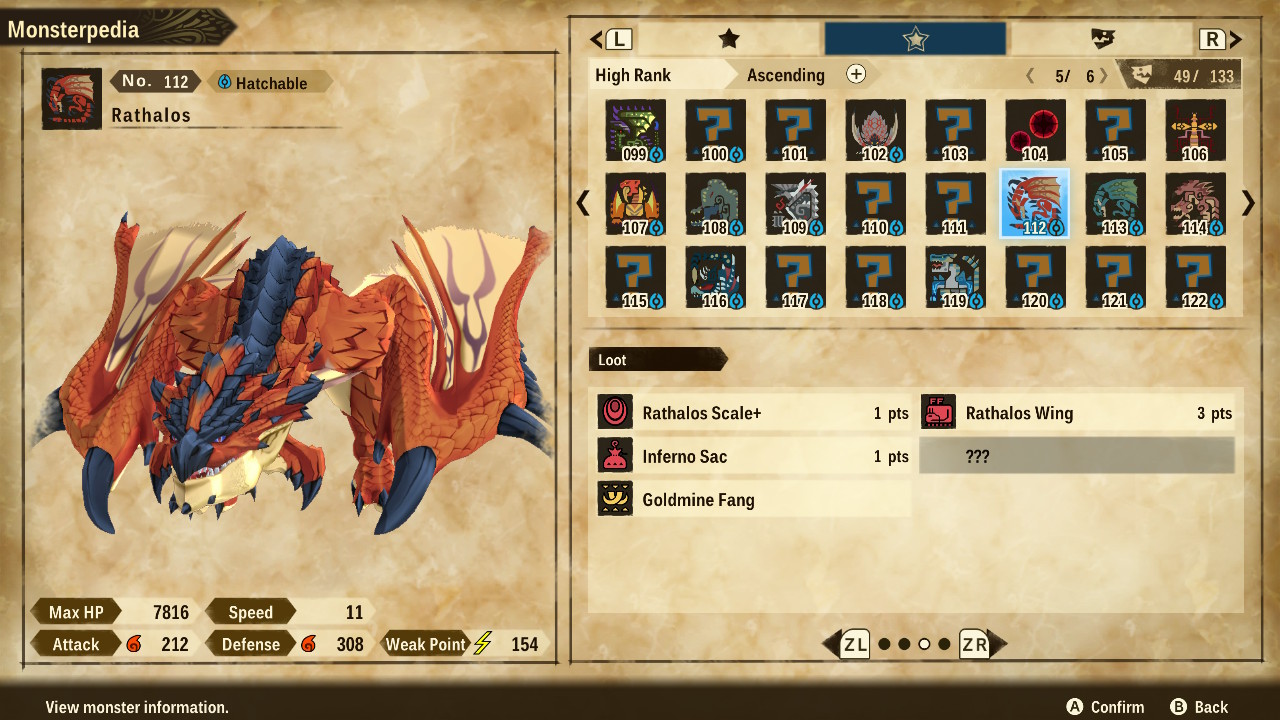 Monsterpedia
No. 112 Hatchable
Rathalos
Max HP 7816 Speed 11
Attack 212 Defense 308 Weak Point 154
L R
High Rank Ascending 5/ 6 49/ 133
099 ? 100 ? 101 102 ? 103 104 ? 105 106
107 108 109 ? 110 ? 111 112 113 114
? 115 116 ? 117 ? 118 119 ? 120 ? 121 ? 122
Loot
Rathalos Scale+ 1 pts Rathalos Wing 3 pts
Inferno Sac 1 pts ???
Goldmine Fang
ZL ZR
View monster information. A Confirm B Back